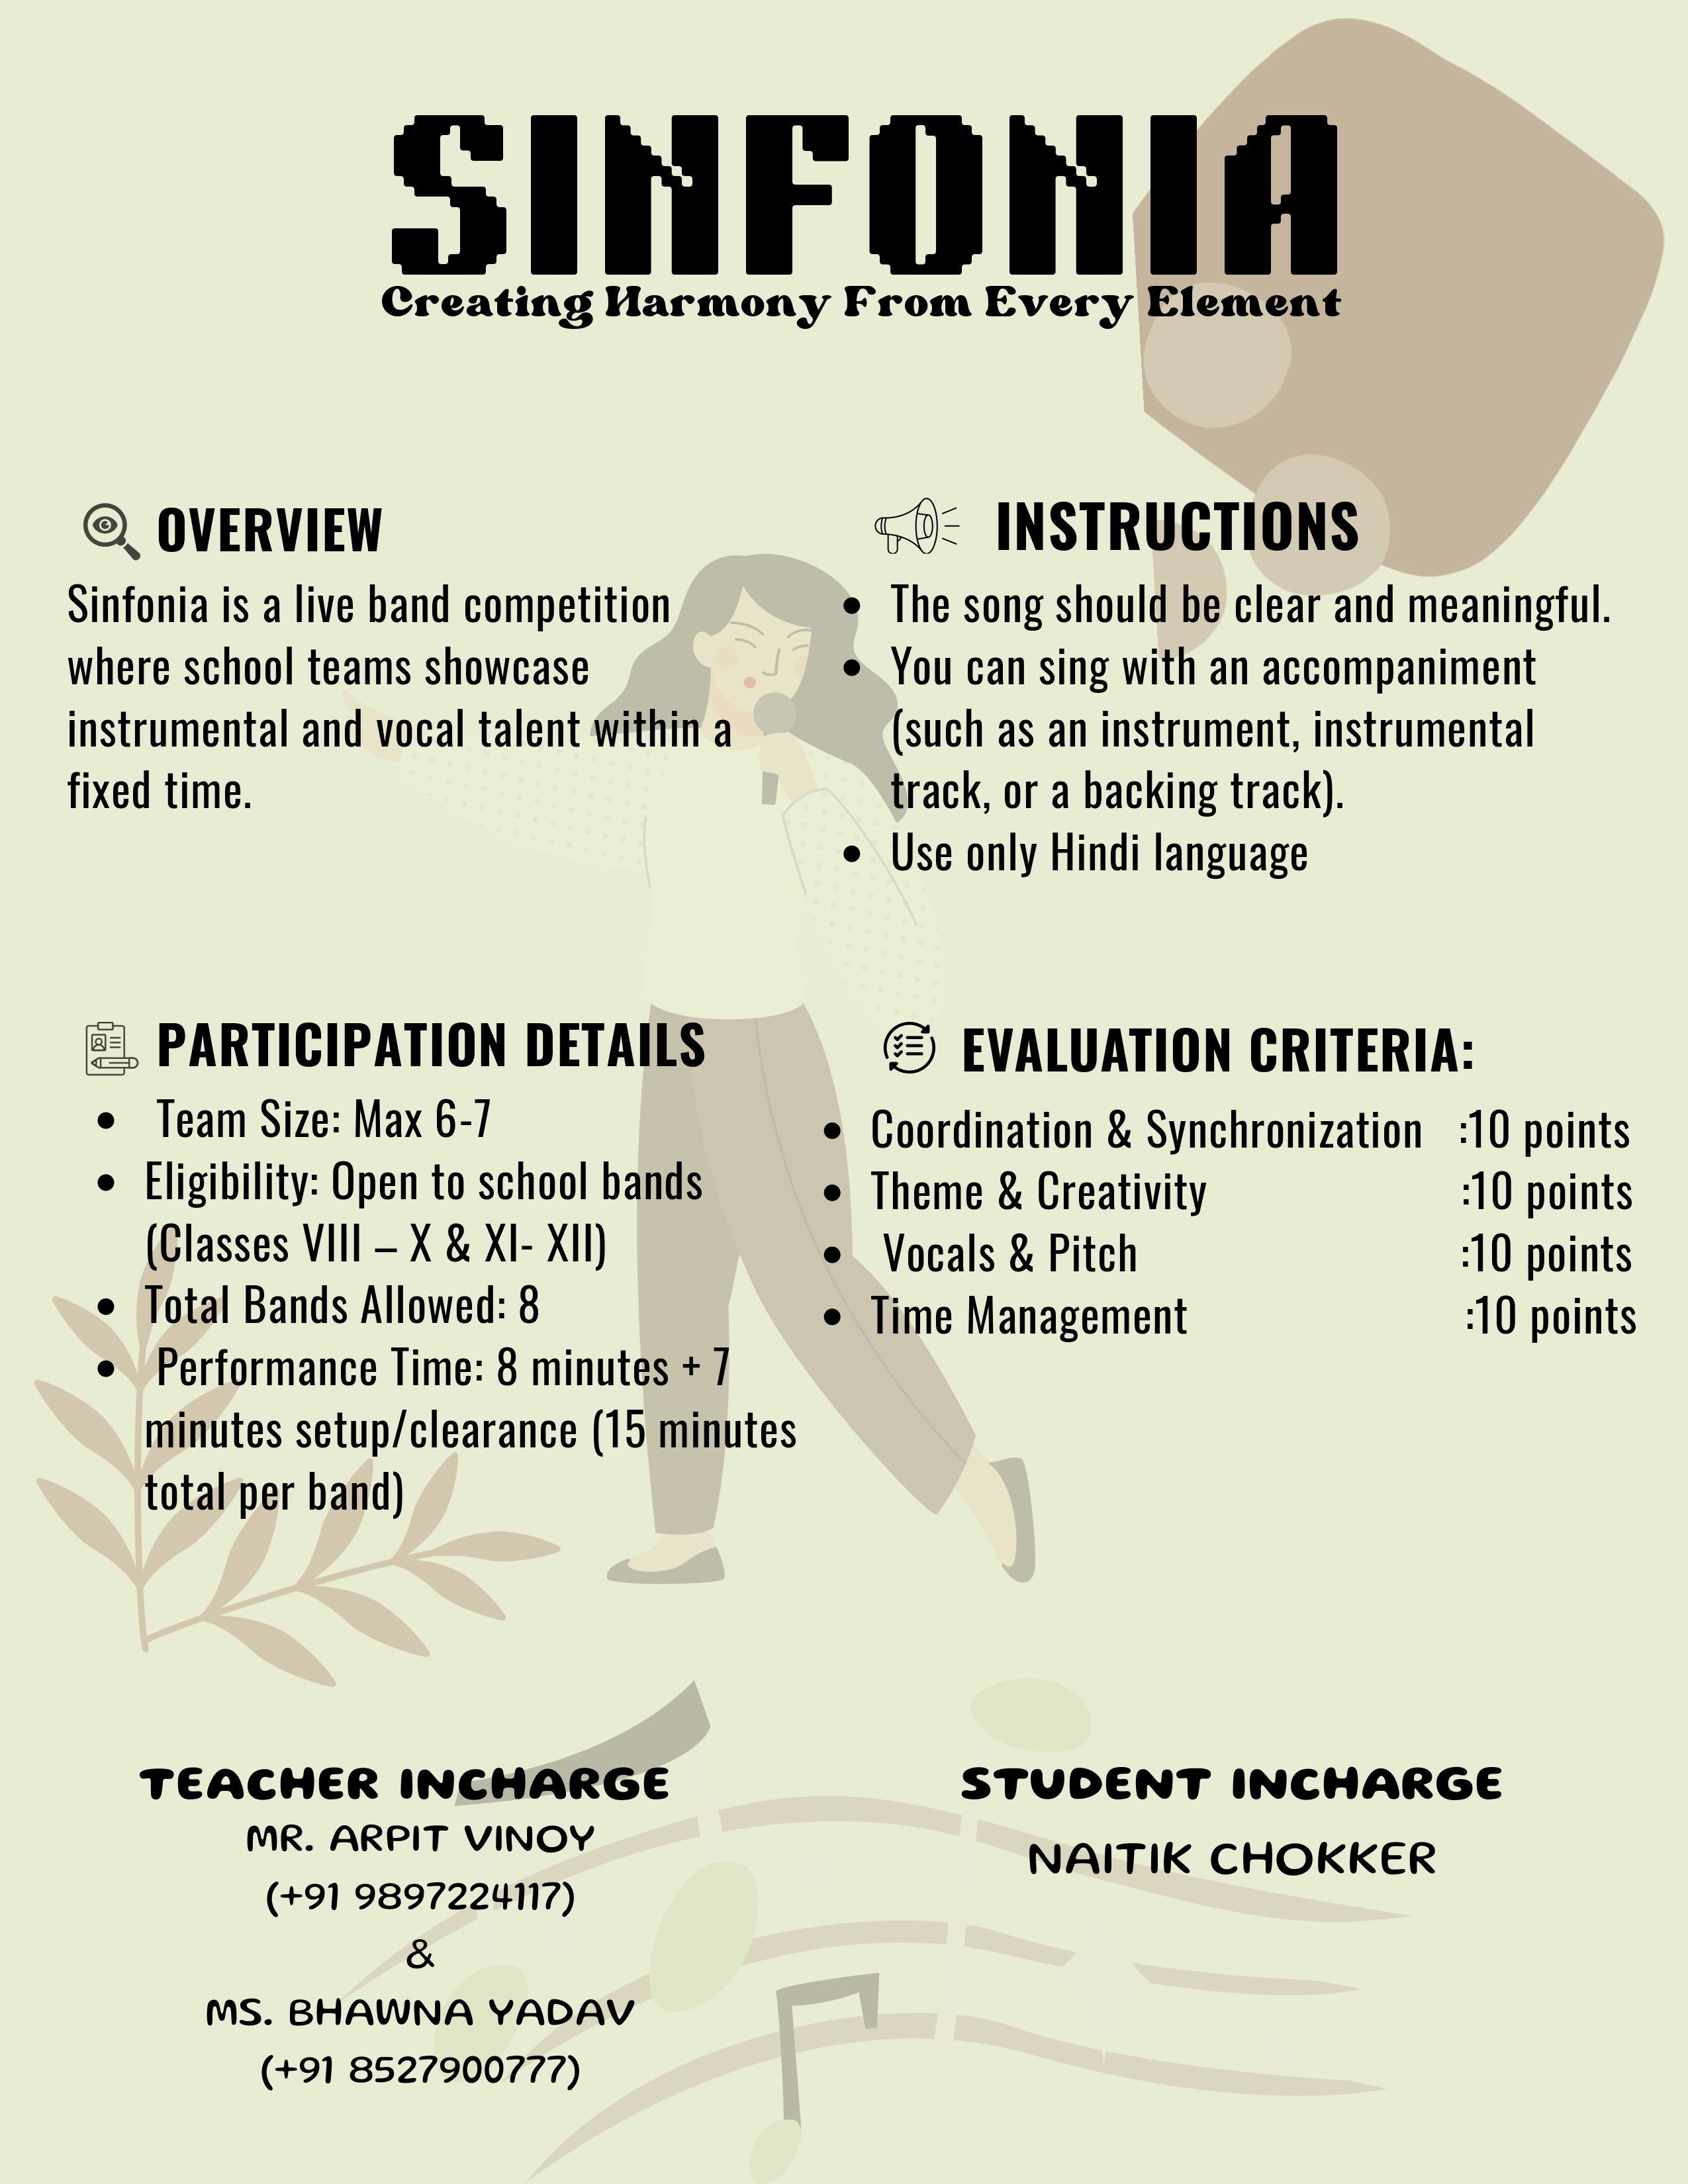 SINFONIA
Creating Harmony From Every Element
OVERVIEW
Sinfonia is a live band competition
where school teams showcase
instrumental and vocal talent within a
fixed time.
INSTRUCTIONS
• The song should be clear and meaningful.
• You can sing with an accompaniment
(such as an instrument, instrumental
track, or a backing track).
• Use only Hindi language
PARTICIPATION DETAILS
• Team Size: Max 6-7
• Eligibility: Open to school bands
(Classes VIII – X & XI- XII)
• Total Bands Allowed: 8
• Performance Time: 8 minutes + 7
minutes setup/clearance (15 minutes
total per band)
EVALUATION CRITERIA:
• Coordination & Synchronization :10 points
• Theme & Creativity :10 points
• Vocals & Pitch :10 points
• Time Management :10 points
TEACHER INCHARGE
MR. ARPIT VINOY
(+91 9897224117)
&
MS. BHAWNA YADAV
(+91 8527900777)
STUDENT INCHARGE
NAITIK CHOKKER